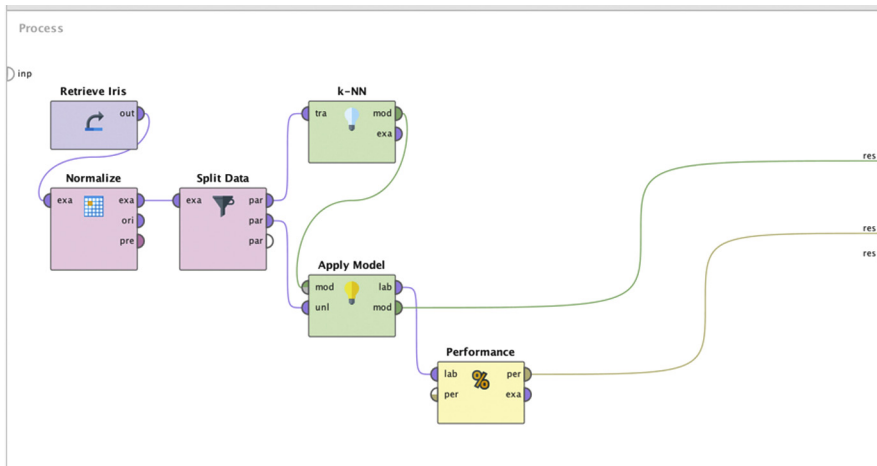 Process
inp
Retrieve Iris
out
k-NN
tra mod
exa
Normalize
exa exa
ori
pre
Split Data
exa par
par
par
Apply Model
mod lab
unl mod
Performance
lab per
% 
per exa
res
res
res